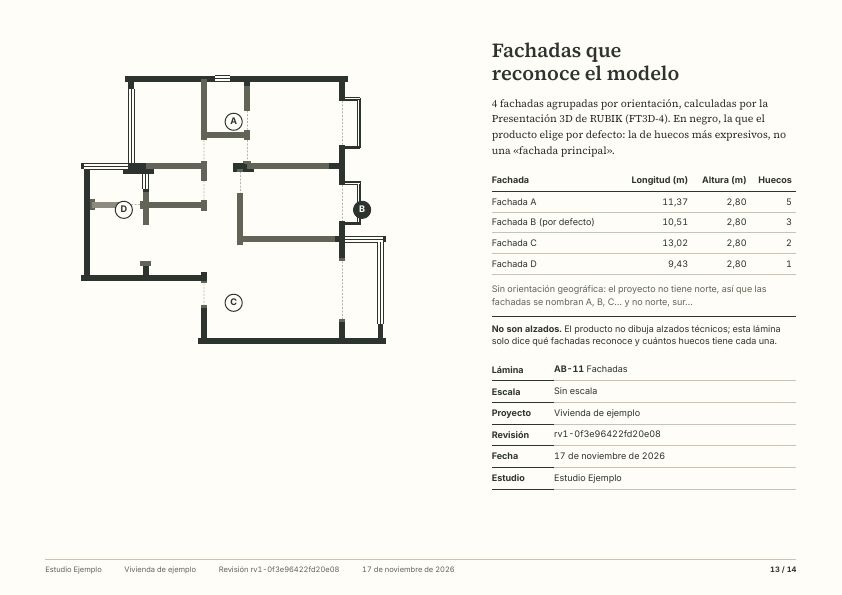 Fachadas que
reconoce el modelo
4 fachadas agrupadas por orientación, calculadas por la
Presentación 3D de RUBIK (FT3D-4). En negro, la que el
producto elige por defecto: la de huecos más expresivos, no
una «fachada principal».
Fachada Longitud (m) Altura (m) Huecos
Fachada A 11,37 2,80 5
Fachada B (por defecto) 10,51 2,80 3
Fachada C 13,02 2,80 2
Fachada D 9,43 2,80 1
Sin orientación geográfica: el proyecto no tiene norte, así que las
fachadas se nombran A, B, C… y no norte, sur…
No son alzados. El producto no dibuja alzados técnicos; esta lámina
solo dice qué fachadas reconoce y cuántos huecos tiene cada una.
Lámina AB-11 Fachadas
Escala Sin escala
Proyecto Vivienda de ejemplo
Revisión rv1-0f3e96422fd20e08
Fecha 17 de noviembre de 2026
Estudio Estudio Ejemplo
A
B
D
C
Estudio Ejemplo Vivienda de ejemplo Revisión rv1-0f3e96422fd20e08 17 de noviembre de 2026 13 / 14